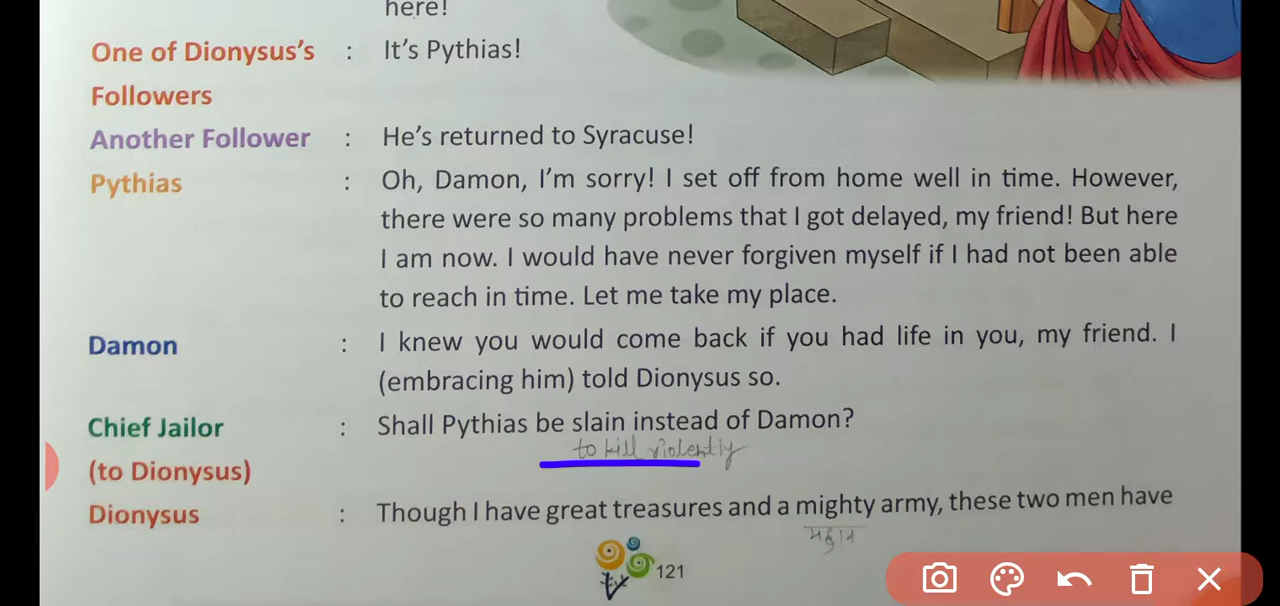 here!
One of Dionysus's : It's Pythias!
Followers
Another Follower : He's returned to Syracuse!
Pythias : Oh, Damon, I'm sorry! I set off from home well in time. However,
there were so many problems that I got delayed, my friend! But here
I am now. I would have never forgiven myself if I had not been able
to reach in time. Let me take my place.
Damon : I knew you would come back if you had life in you, my friend. I
(embracing him) told Dionysus so.
Chief Jailor : Shall Pythias be slain instead of Damon?
to kill violently
(to Dionysus)
Dionysus : Though I have great treasures and a mighty army, these two men have
महान
121